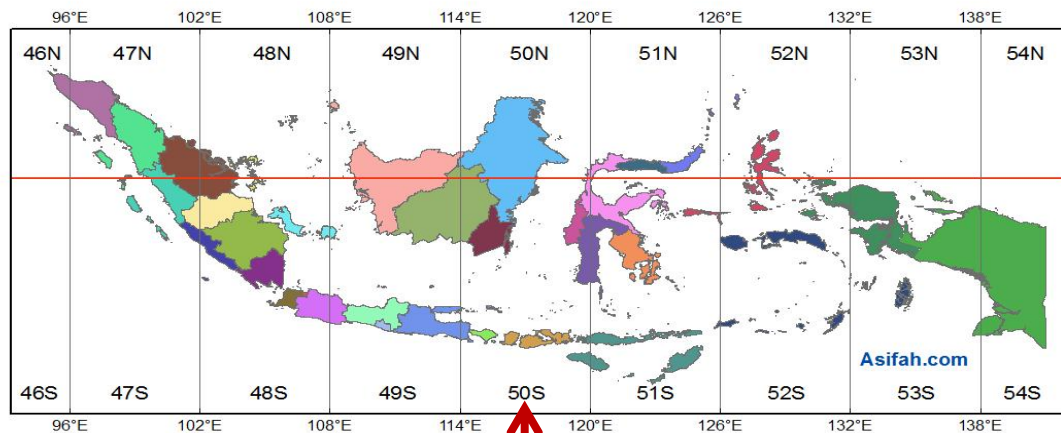 96°E 102°E 108°E 114°E 120°E 126°E 132°E 138°E
46N 47N 48N 49N 50N 51N 52N 53N 54N
Asifah.com
46S 47S 48S 49S 50S 51S 52S 53S 54S
96°E 102°E 108°E 114°E 120°E 126°E 132°E 138°E